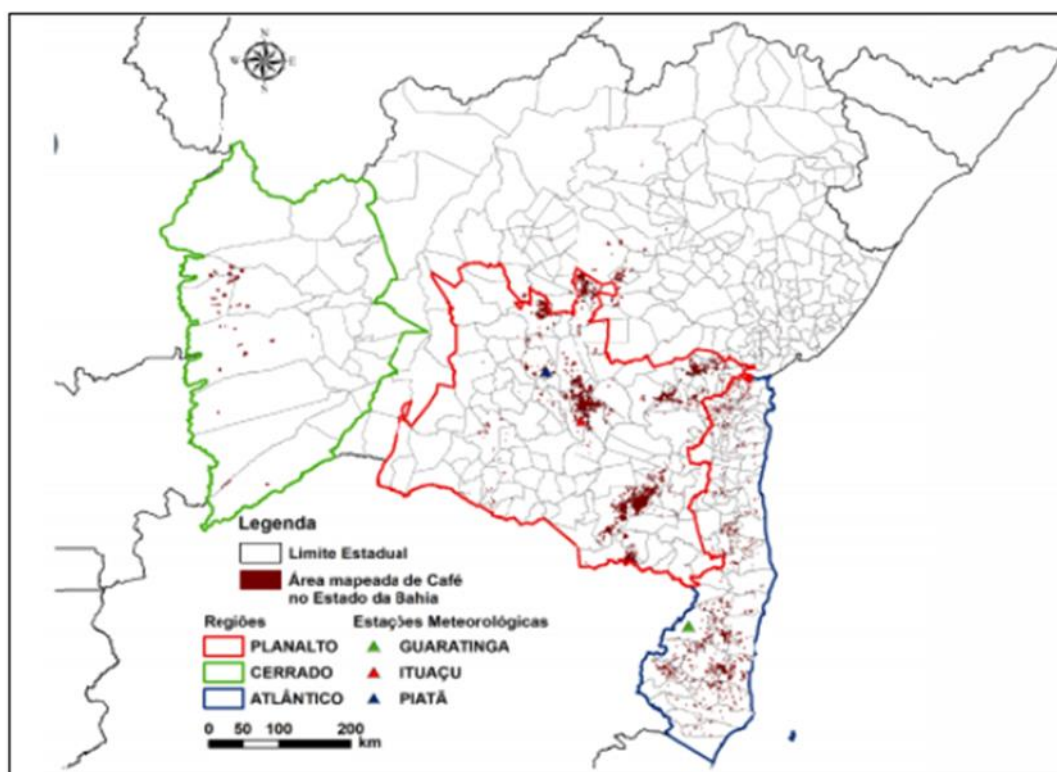 N
W E
S
Legenda
Limite Estadual
Área mapeada de Café
no Estado da Bahia
Regiões
PLANALTO
CERRADO
ATLÂNTICO
Estações Meteorológicas
GUARATINGA
ITUAÇU
PIATÃ
0 50 100 200
km